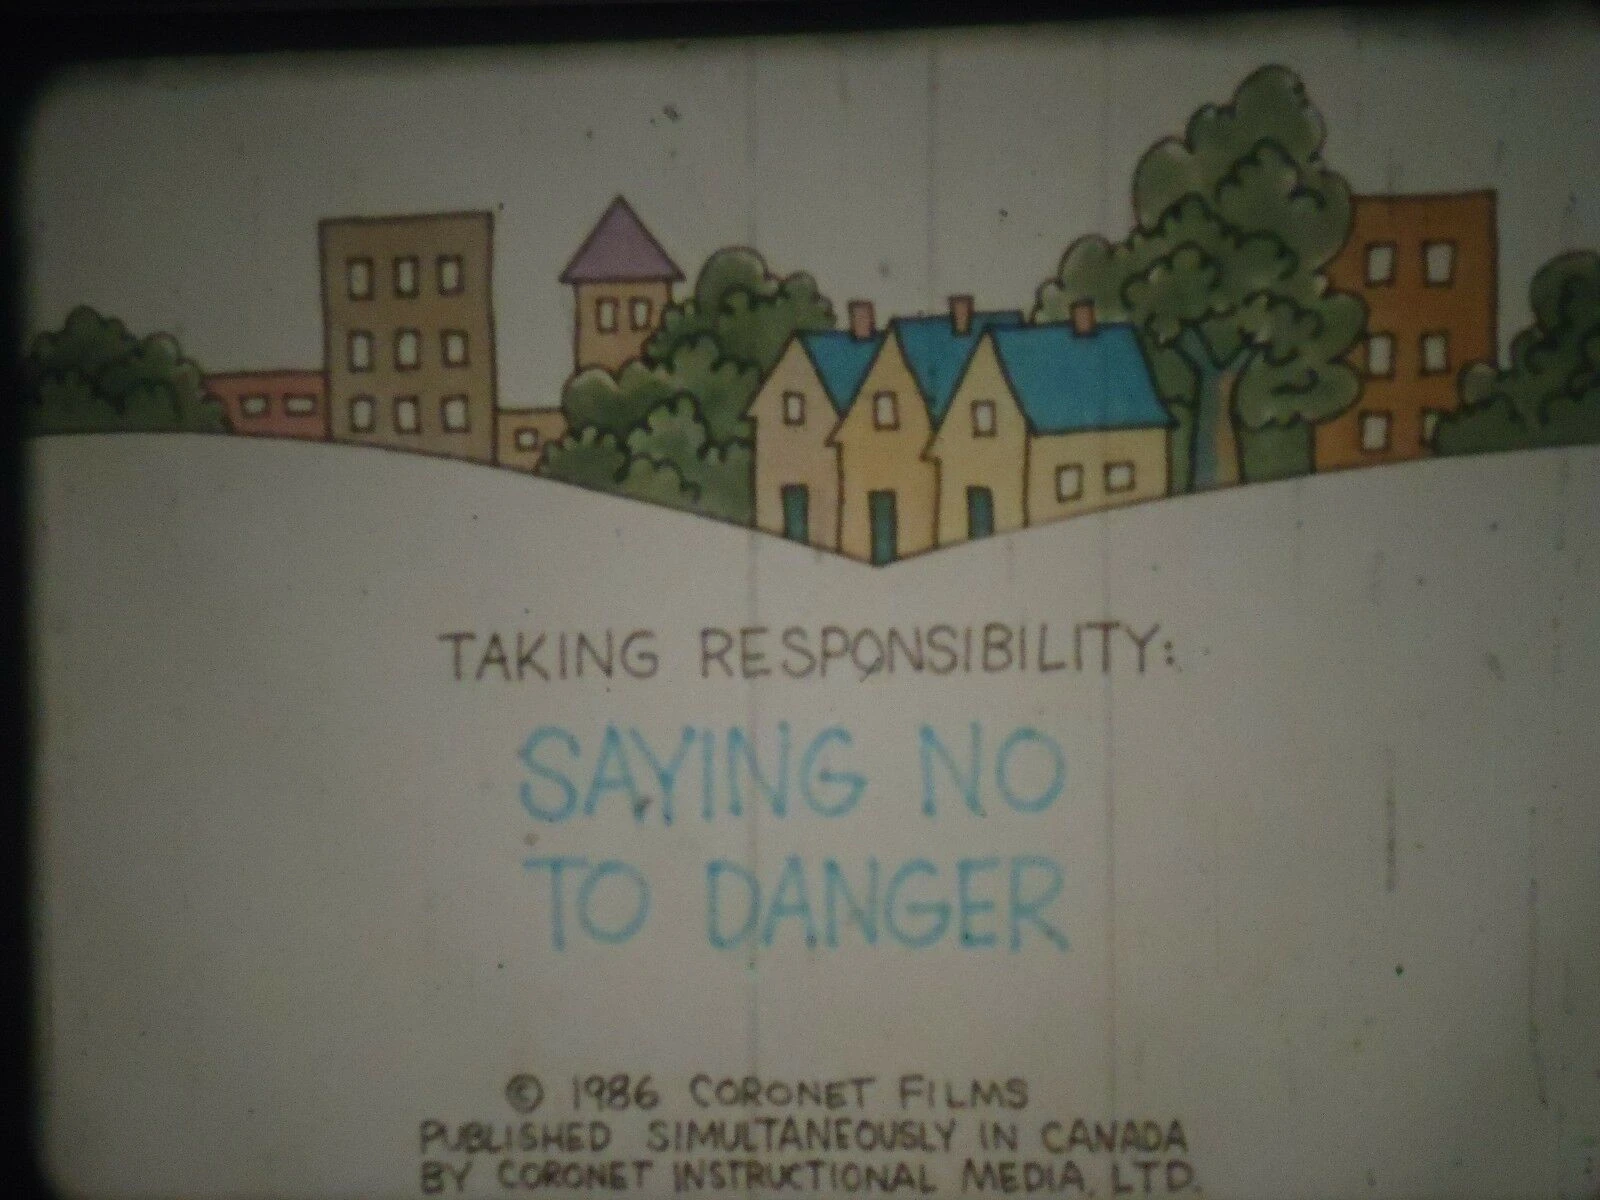 TAKING RESPONSIBILITY:
SAYING NO
TO DANGER
© 1986 CORONET FILMS
PUBLISHED SIMULTANEOUSLY IN CANADA
BY CORONET INSTRUCTIONAL MEDIA, LTD.